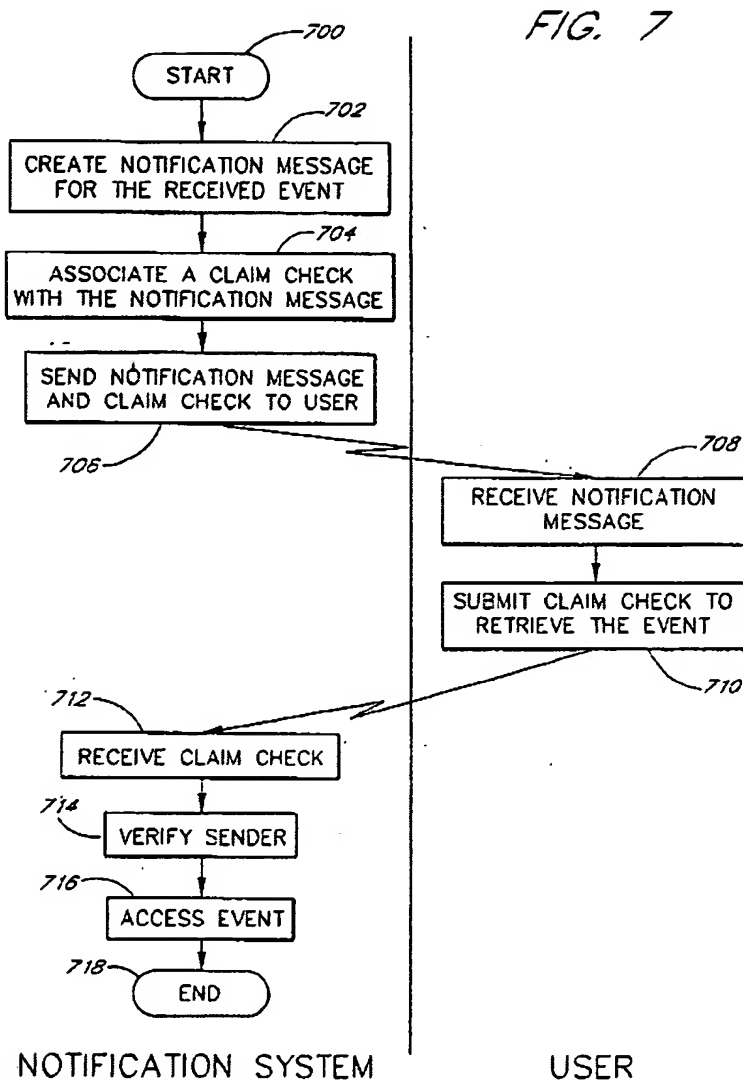 FIG. 7
700
START
702
CREATE NOTIFICATION MESSAGE
FOR THE RECEIVED EVENT
704
ASSOCIATE A CLAIM CHECK
WITH THE NOTIFICATION MESSAGE
SEND NOTIFICATION MESSAGE
AND CLAIM CHECK TO USER
706
708
RECEIVE NOTIFICATION
MESSAGE
SUBMIT CLAIM CHECK TO
RETRIEVE THE EVENT
710
712
RECEIVE CLAIM CHECK
714
VERIFY SENDER
716
ACCESS EVENT
718
END
NOTIFICATION SYSTEM
USER